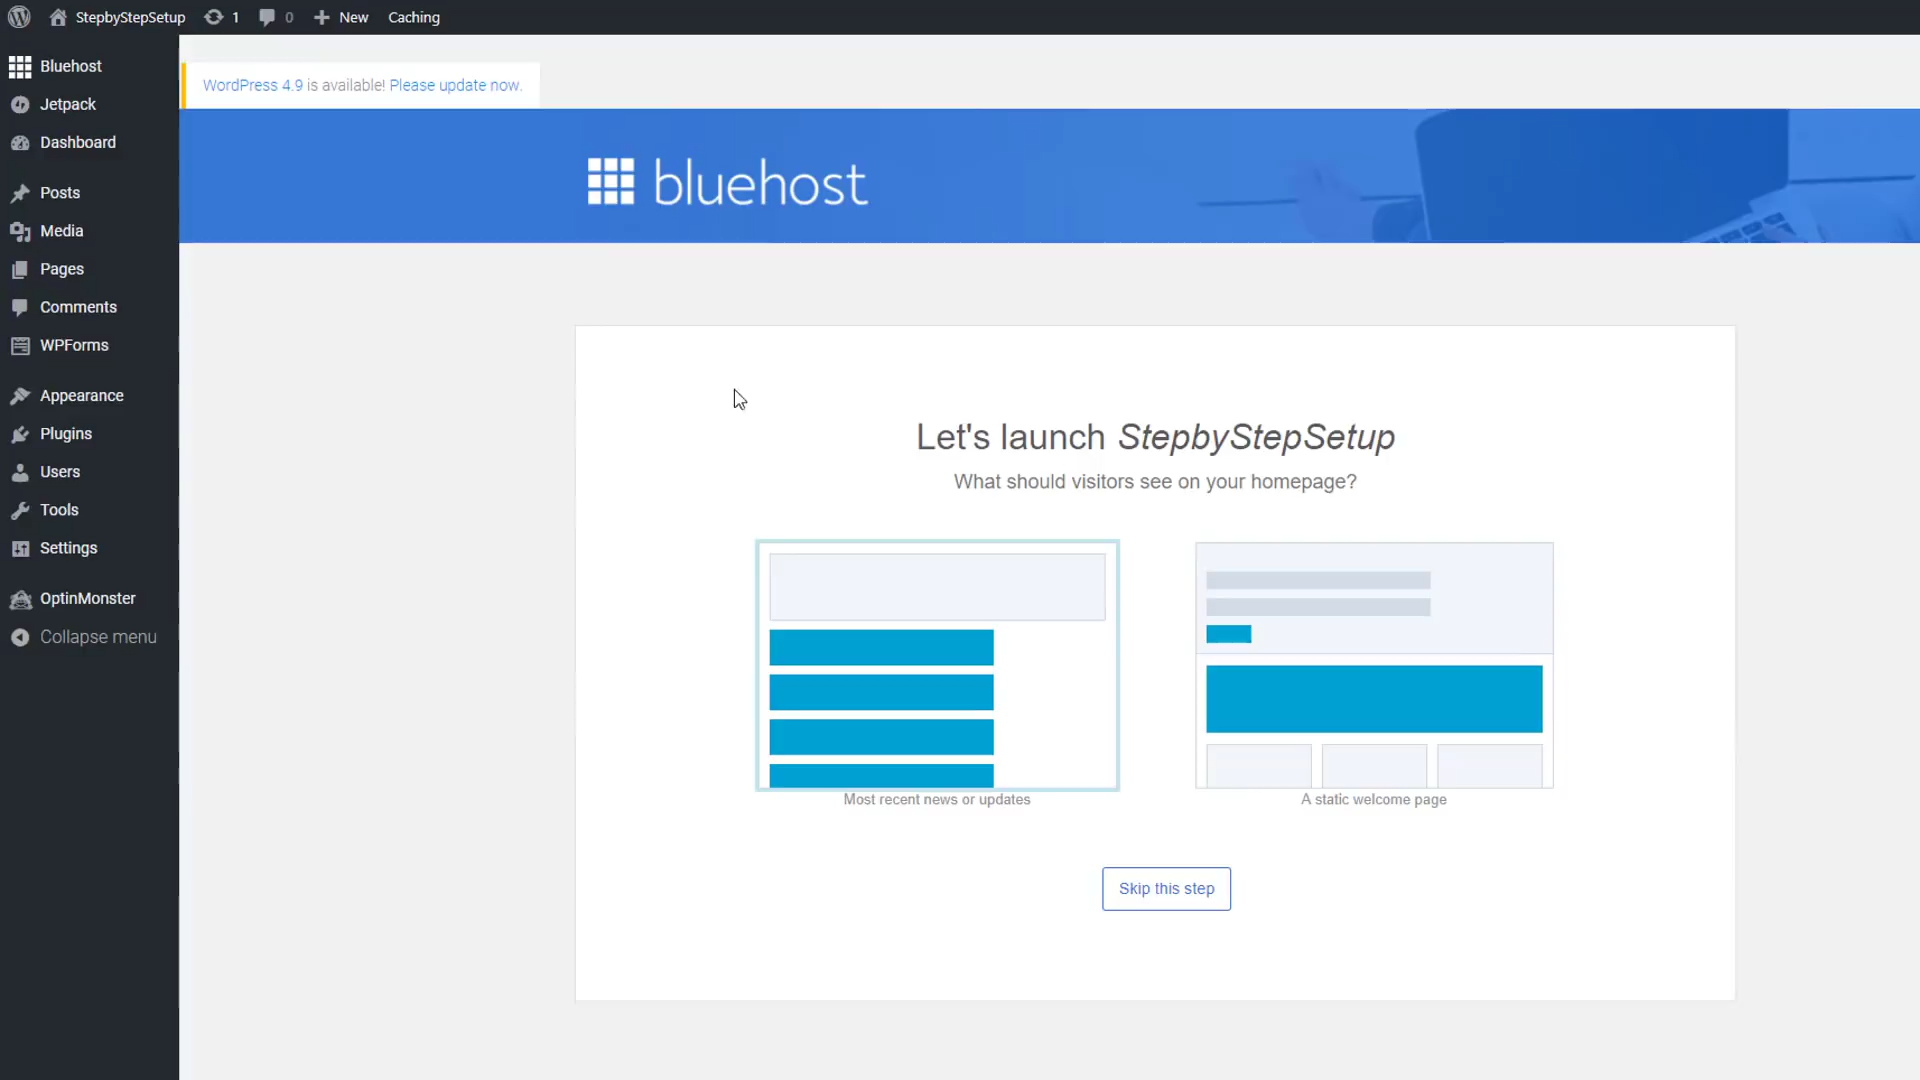 StepbyStepSetup 1 0 New Caching
Bluehost
Jetpack
Dashboard
Posts
Media
Pages
Comments
WPForms
Appearance
Plugins
Users
Tools
Settings
OptinMonster
Collapse menu
WordPress 4.9 is available! Please update now.
bluehost
Let's launch StepbyStepSetup
What should visitors see on your homepage?
Most recent news or updates
A static welcome page
Skip this step